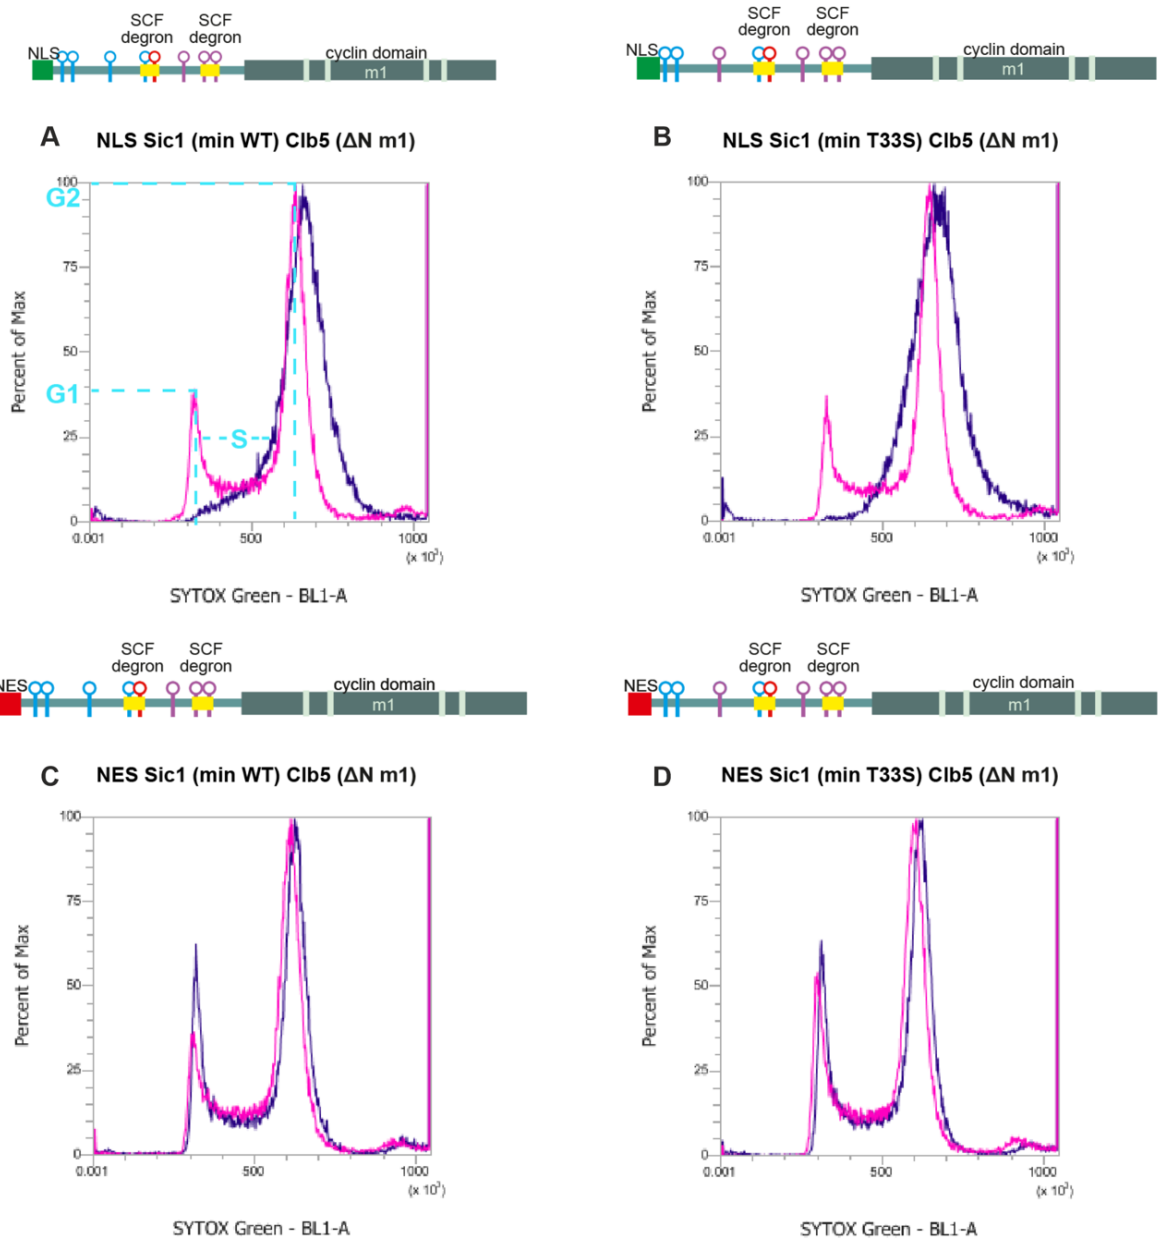 SCF
degron
SCF
degron
NLS
cyclin domain
m1
SCF
degron
SCF
degron
NLS
cyclin domain
m1
A
NLS Sic1 (min WT) Clb5 (ΔN m1)
B
NLS Sic1 (min T33S) Clb5 (ΔN m1)
100
G2
75
50
G1
25
S
0
0.001
500
1000
(x 10³)
Percent of Max
SYTOX Green - BL1-A
100
75
50
25
0
0.001
500
1000
(x 10³)
Percent of Max
SYTOX Green - BL1-A
SCF
degron
SCF
degron
NES
cyclin domain
m1
SCF
degron
SCF
degron
NES
cyclin domain
m1
C
NES Sic1 (min WT) Clb5 (ΔN m1)
D
NES Sic1 (min T33S) Clb5 (ΔN m1)
100
75
50
25
0
0.001
500
1000
(x 10³)
Percent of Max
SYTOX Green - BL1-A
100
75
50
25
0
0.001
500
1000
(x 10³)
Percent of Max
SYTOX Green - BL1-A